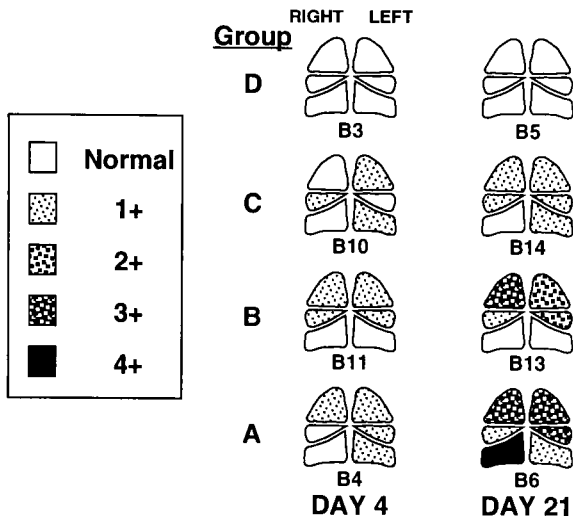 RIGHT LEFT
Group
D
B3 B5
Normal
1+
2+
3+
4+
C
B10 B14
B
B11 B13
A
B4 B6
DAY 4 DAY 21